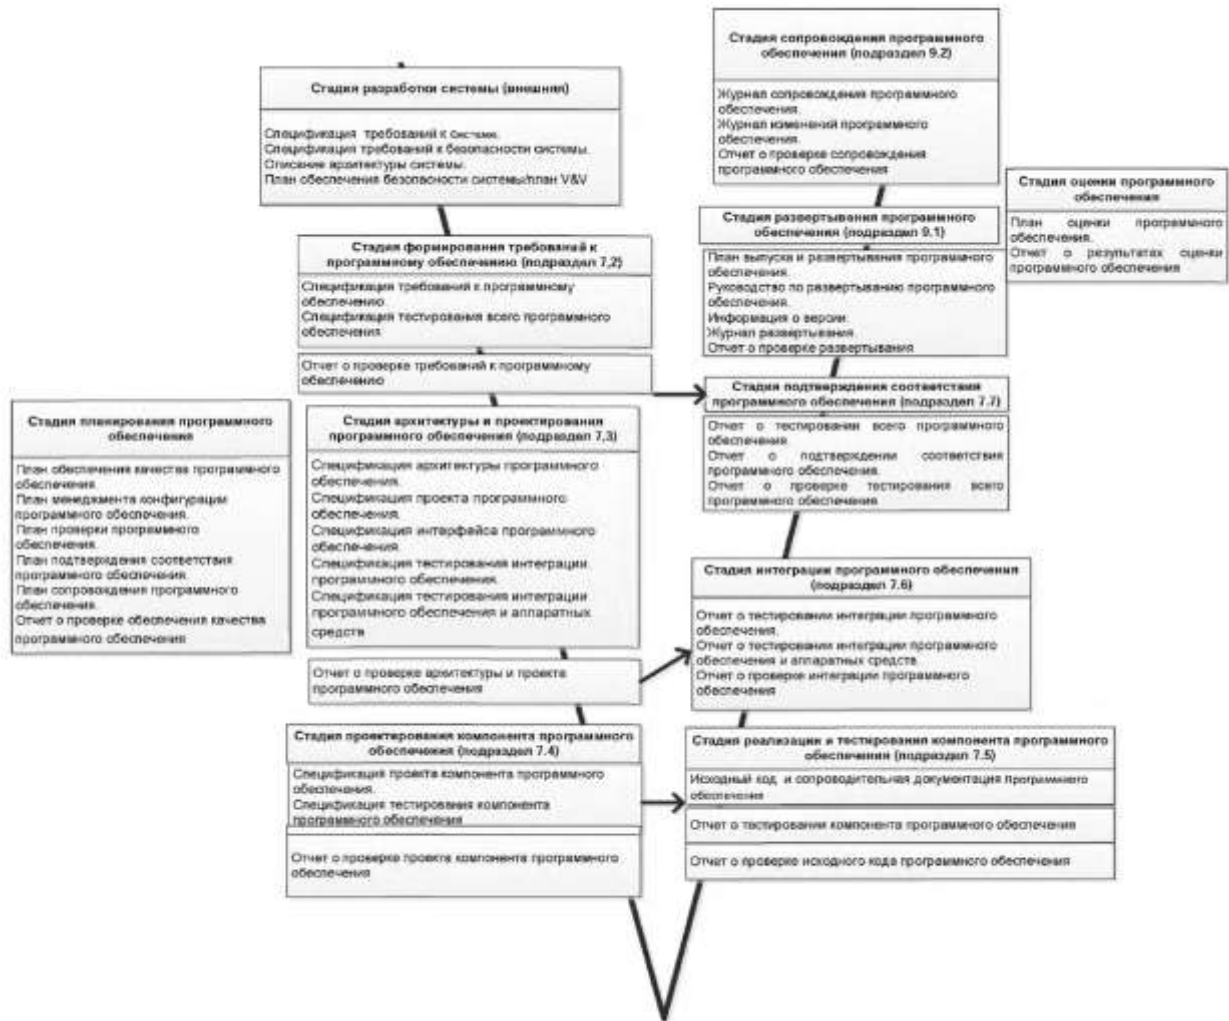 Стадия разработки системы (внешняя)
Спецификация требований к системе.
Спецификация требований к безопасности системы.
Описание архитектуры системы.
План обеспечения безопасности системы/план V&V
Стадия формирования требований к
программному обеспечению (подраздел 7,2)
Спецификация требований к программному
обеспечению
Спецификация тестирования всего программного
обеспечения
Отчет о проверке требований к программному
обеспечению
Стадия планирования программного
обеспечения
План обеспечения качества программного
обеспечения
План менеджмента конфигурации
программного обеспечения.
План проверки программного
обеспечения
План подтверждения соответствия
программного обеспечения
План сопровождения программного
обеспечения.
Отчет о проверке обеспечения качества
программного обеспечения
Стадия архитектуры и проектирования
программного обеспечения (подраздел 7,3)
Спецификация архитектуры программного
обеспечения.
Спецификация проекта программного
обеспечения.
Спецификация интерфейса программного
обеспечения.
Спецификация тестирования интеграции
программного обеспечения.
Спецификация тестирования интеграции
программного обеспечения и аппаратных
средств
Отчет о проверке архитектуры и проекта
программного обеспечения
Стадия проектирования компонента программного
обеспечения (подраздел 7.4)
Спецификация проекта компонента программного
обеспечения.
Спецификация тестирования компонента
программного обеспечения
Отчет о проверке проекта компонента программного
обеспечения
Стадия сопровождения программного
обеспечения (подраздел 9.2)
Журнал сопровождения программного
обеспечения.
Журнал изменений программного
обеспечения.
Отчет о проверке сопровождения
программного обеспечения
Стадия развертывания программного
обеспечения (подраздел 9.1)
План выпуска и развертывания программного
обеспечения.
Руководство по развертыванию программного
обеспечения.
Информация о версии.
Журнал развертывания
Отчет о проверке развертывания
Стадия оценки программного
обеспечения
План оценки программного
обеспечения.
Отчет о результатах оценки
программного обеспечения
Стадия подтверждения соответствия
программного обеспечения (подраздел 7.7)
Отчет о тестировании всего программного
обеспечения
Отчет о подтверждении соответствия
программного обеспечения.
Отчет о проверке тестирования всего
программного обеспечения
Стадия интеграции программного обеспечения
(подраздел 7.6)
Отчет о тестировании интеграции программного
обеспечения.
Отчет о тестировании интеграции программного
обеспечения и аппаратных средств
Отчет о проверке интеграции программного
обеспечения
Стадия реализации и тестирования компонента программного
обеспечения (подраздел 7.5)
Исходный код и сопроводительная документация программного
обеспечения
Отчет о тестировании компонента программного обеспечения
Отчет о проверке исходного кода программного обеспечения